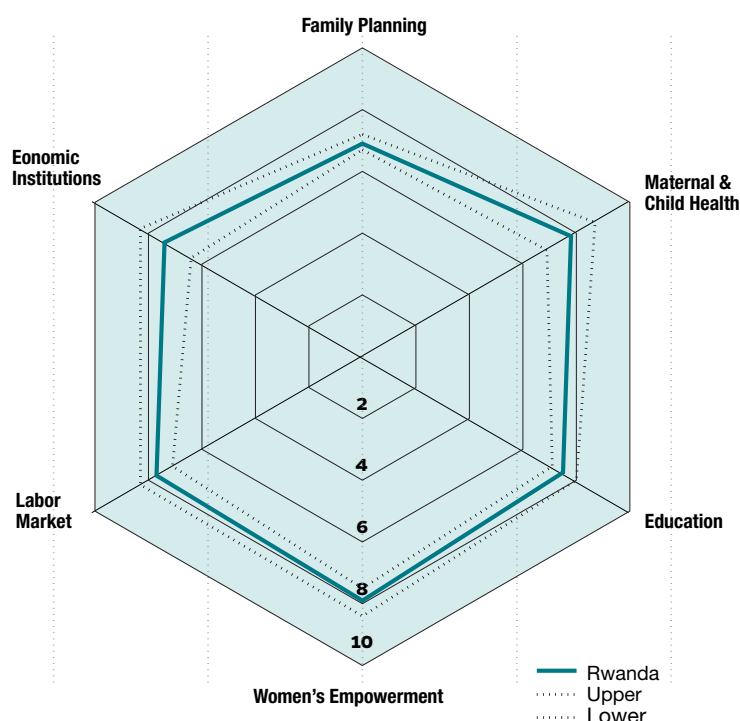 Family Planning
Eonomic
Institutions
Maternal &
Child Health
2
4
6
8
10
Labor
Market
Education
Women's Empowerment
Rwanda
Upper
Lower